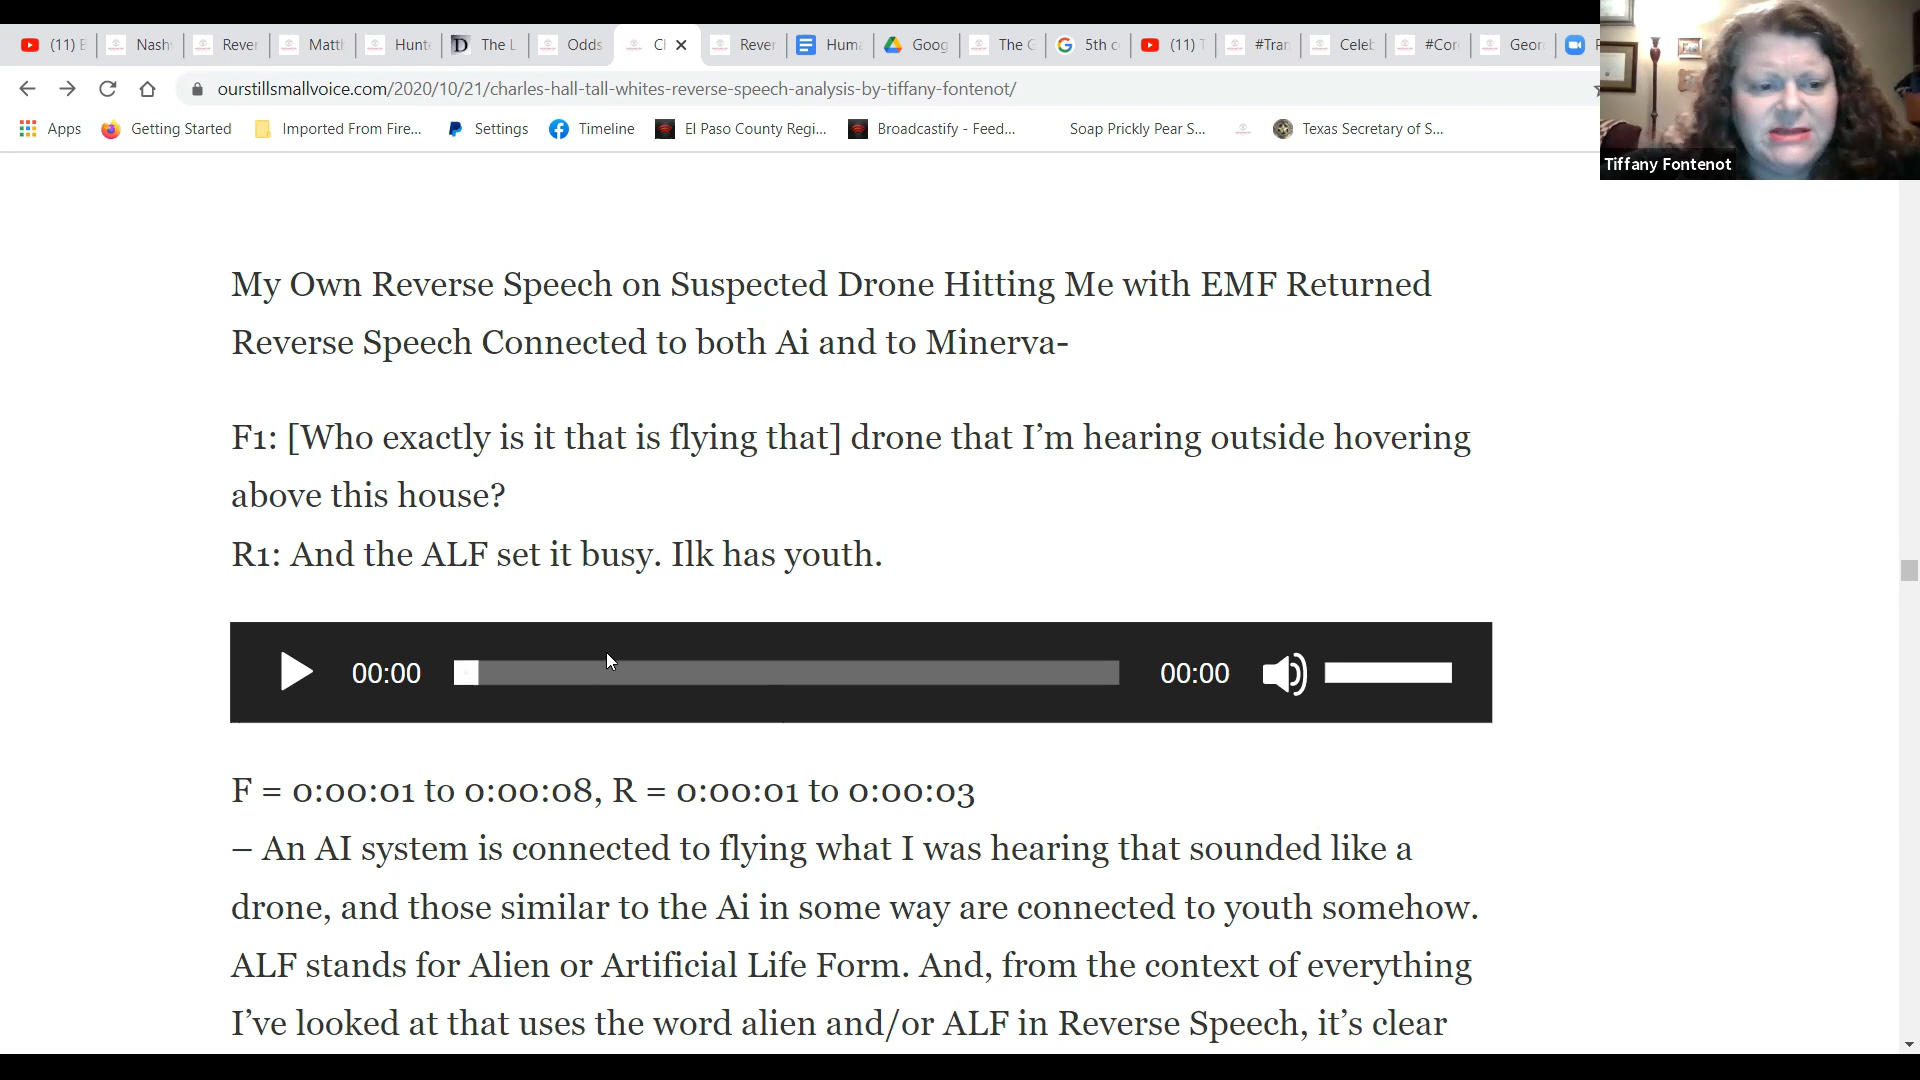 (11)
Nash
Rever
Matt
Hunt
The L
Odds
Cl
Rever
Huma
Goog
The C
5th c
(11) T
#Tran
Celeb
#Cor
Geor
ourstillsmallvoice.com/2020/10/21/charles-hall-tall-whites-reverse-speech-analysis-by-tiffany-fontenot/
Apps Getting Started Imported From Fire... Settings Timeline El Paso County Regi... Broadcastify - Feed... Soap Prickly Pear S... Texas Secretary of S...
Tiffany Fontenot
My Own Reverse Speech on Suspected Drone Hitting Me with EMF Returned
Reverse Speech Connected to both Ai and to Minerva-
F1: [Who exactly is it that is flying that] drone that I’m hearing outside hovering
above this house?
R1: And the ALF set it busy. Ilk has youth.
00:00 00:00
F = 0:00:01 to 0:00:08, R = 0:00:01 to 0:00:03
– An AI system is connected to flying what I was hearing that sounded like a
drone, and those similar to the Ai in some way are connected to youth somehow.
ALF stands for Alien or Artificial Life Form. And, from the context of everything
I’ve looked at that uses the word alien and/or ALF in Reverse Speech, it’s clear